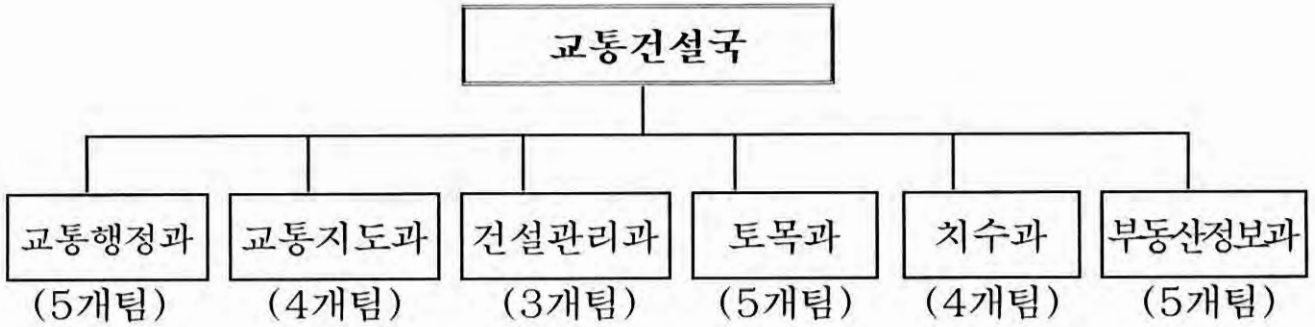 교통건설국
교통행정과 교통지도과 건설관리과 토목과 치수과 부동산정보과
(5개팀) (4개팀) (3개팀) (5개팀) (4개팀) (5개팀)